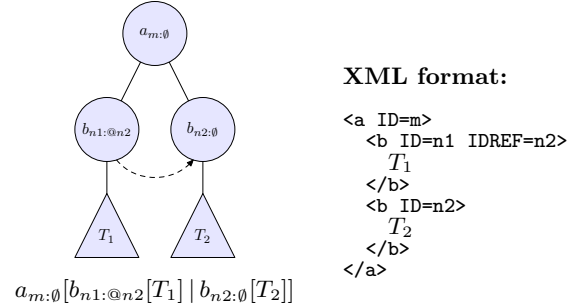 a_{m:∅}
b_{n1:@n2}
b_{n2:∅}
T_1
T_2
a_{m:∅}[b_{n1:@n2}[T_1] | b_{n2:∅}[T_2]]
XML format:
<a ID=m>
<b ID=n1 IDREF=n2>
T_1
</b>
<b ID=n2>
T_2
</b>
</a>